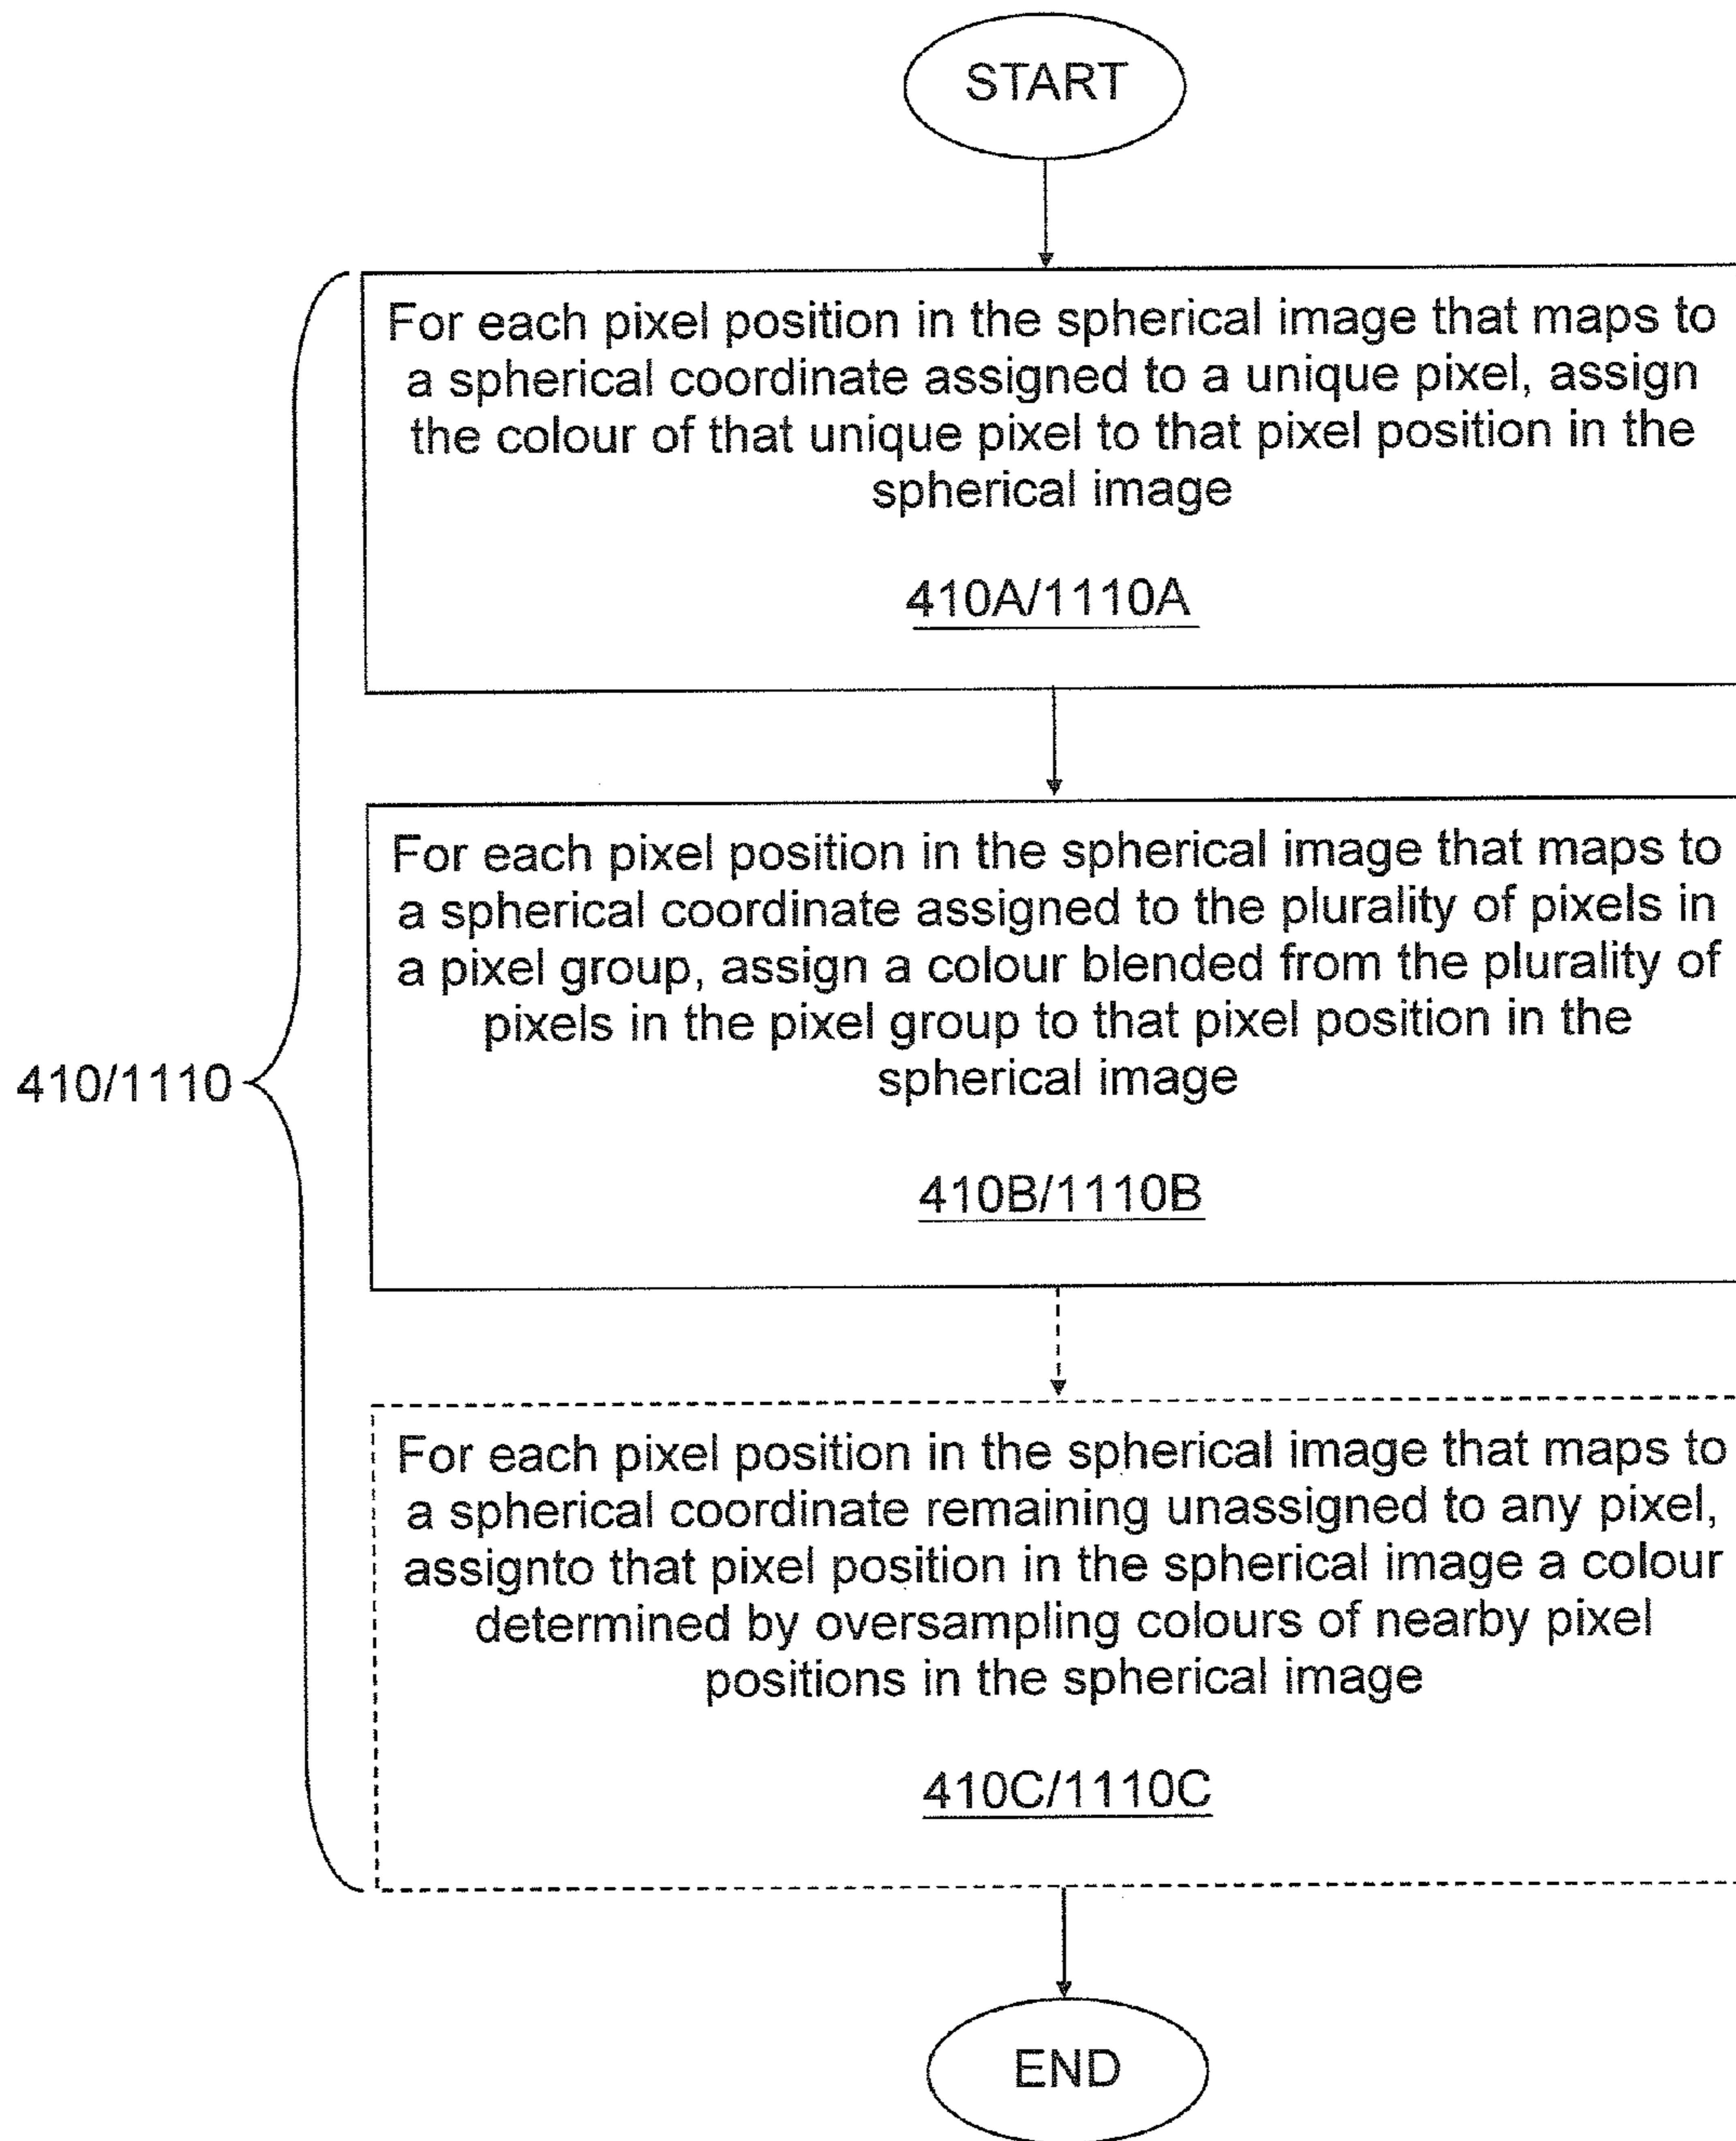 START
For each pixel position in the spherical image that maps to
a spherical coordinate assigned to a unique pixel, assign
the colour of that unique pixel to that pixel position in the
spherical image
410A/1110A
For each pixel position in the spherical image that maps to
a spherical coordinate assigned to the plurality of pixels in
a pixel group, assign a colour blended from the plurality of
pixels in the pixel group to that pixel position in the
spherical image
410/1110
410B/1110B
For each pixel position in the spherical image that maps to
a spherical coordinate remaining unassigned to any pixel,
assignto that pixel position in the spherical image a colour
determined by oversampling colours of nearby pixel
positions in the spherical image
410C/1110C
END